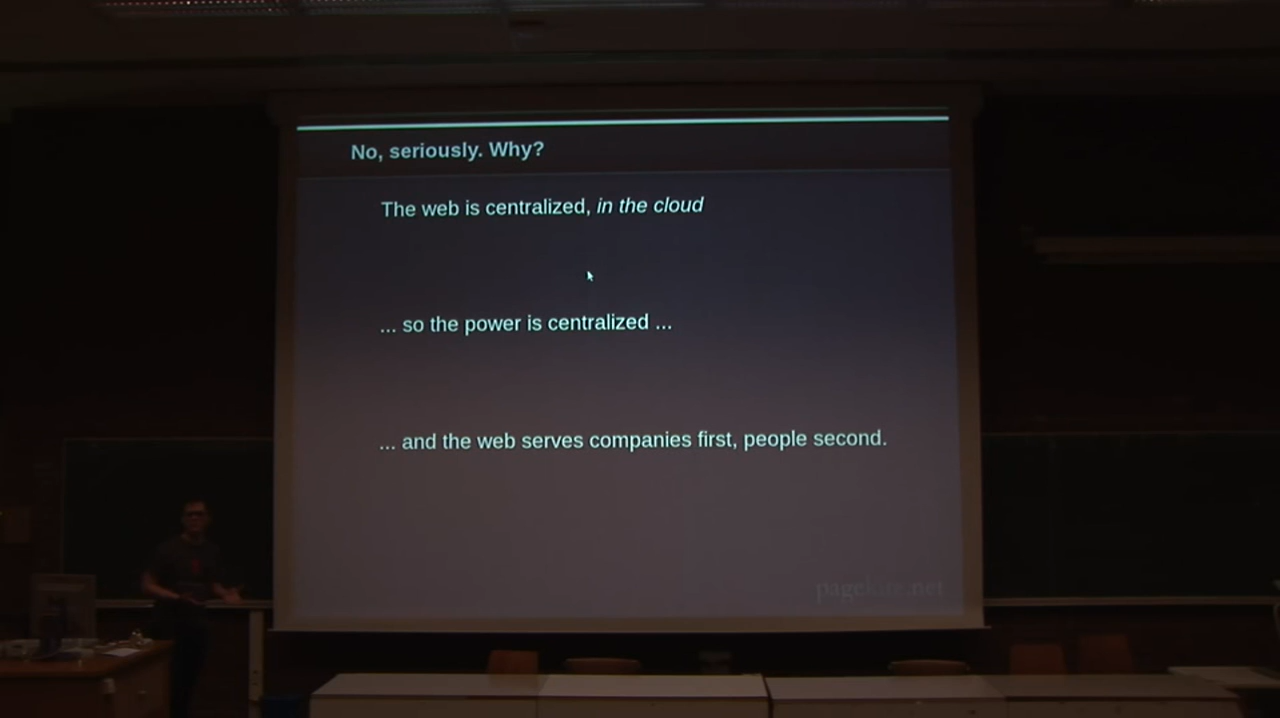 No, seriously. Why?
The web is centralized, in the cloud
... so the power is centralized ...
... and the web serves companies first, people second.
pagekite.net